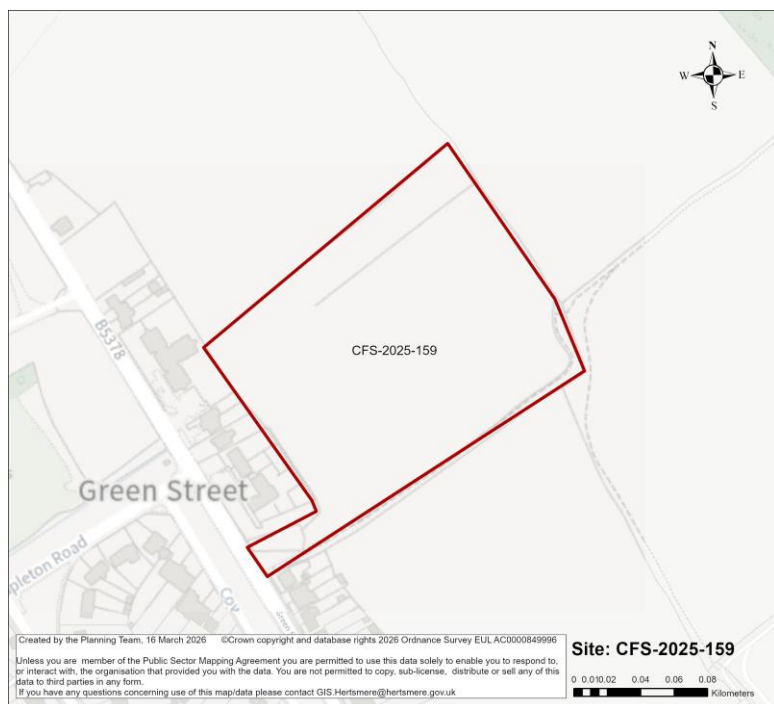 N
W E
S
B5378
CFS-2025-159
Green Street
pleton Road
Cov
Green
Created by the Planning Team, 16 March 2026 ©Crown copyright and database rights 2026 Ordnance Survey EUL AC0000849996
Unless you are member of the Public Sector Mapping Agreement you are permitted to use this data solely to enable you to respond to,
or interact with, the organisation that provided you with the data. You are not permitted to copy, sub-license, distribute or sell any of this
data to third parties in any form.
If you have any questions concerning use of this map/data please contact GIS.Hertsmere@hertsmere.gov.uk
Site: CFS-2025-159
0 0.010.02 0.04 0.06 0.08
Kilometers